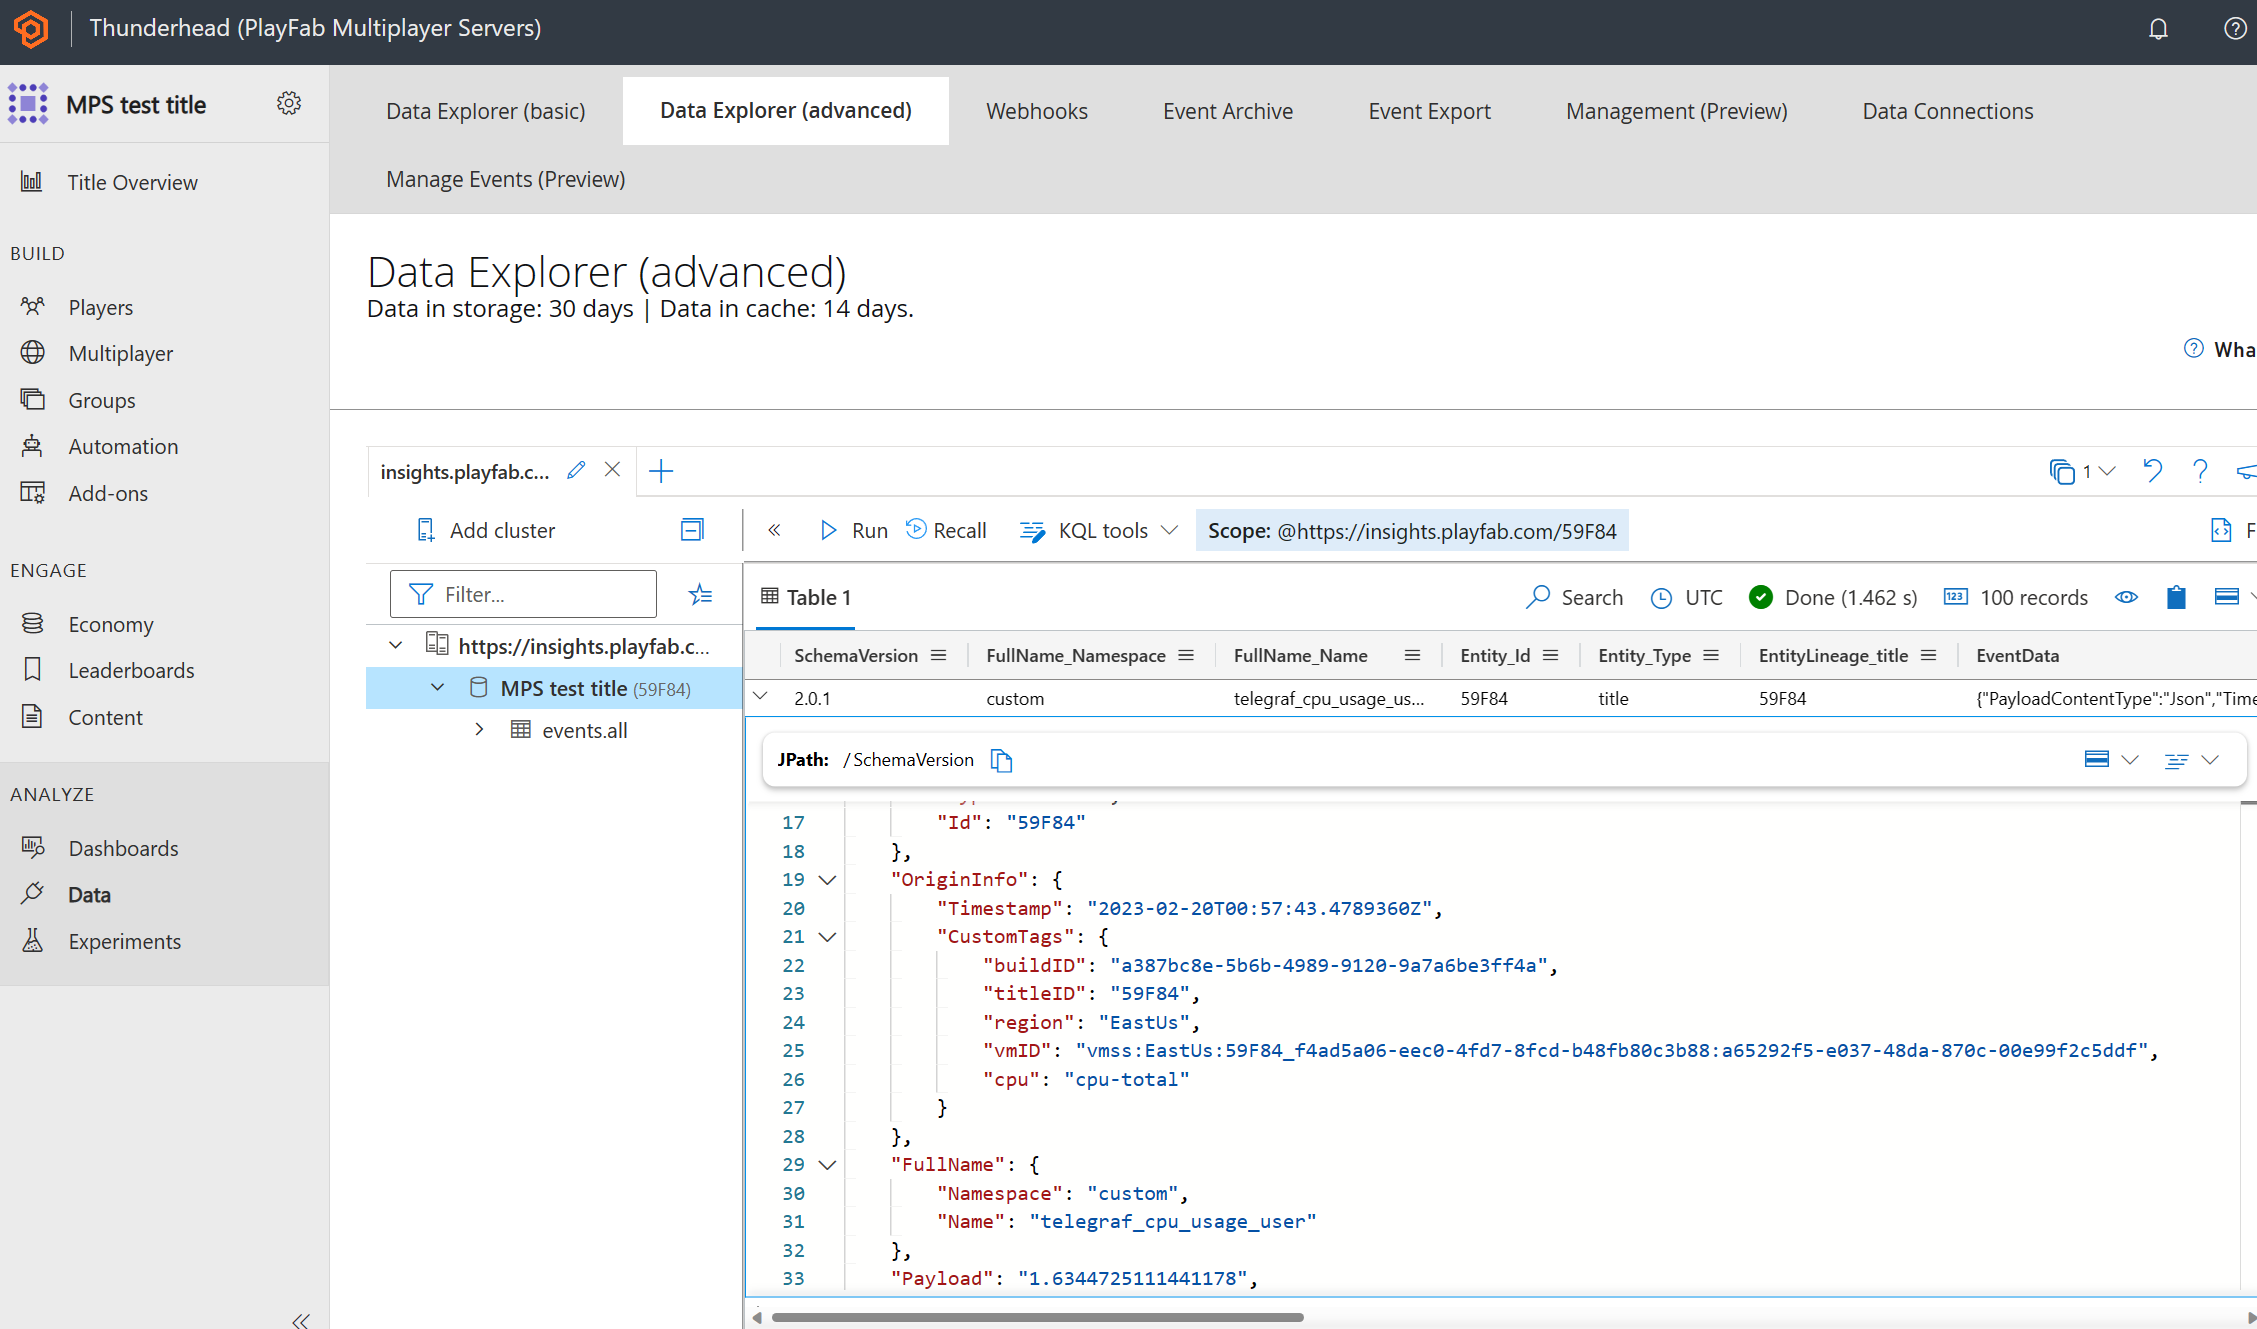 Thunderhead (PlayFab Multiplayer Servers)
MPS test title
Title Overview
BUILD
Players
Multiplayer
Groups
Automation
Add-ons
ENGAGE
Economy
Leaderboards
Content
ANALYZE
Dashboards
Data
Experiments
Data Explorer (basic)
Data Explorer (advanced)
Webhooks
Event Archive
Event Export
Management (Preview)
Data Connections
Manage Events (Preview)
Data Explorer (advanced)
Data in storage: 30 days | Data in cache: 14 days.
Wha
insights.playfab.c...
1
Add cluster
Run
Recall
KQL tools
Scope: @https://insights.playfab.com/59F84
F
Filter...
https://insights.playfab.c...
MPS test title (59F84)
events.all
Table 1
Search
UTC
Done (1.462 s)
123 100 records
SchemaVersion FullName_Namespace FullName_Name Entity_Id Entity_Type EntityLineage_title EventData
2.0.1 custom telegraf_cpu_usage_us... 59F84 title 59F84 {"PayloadContentType":"Json","Time
JPath: /SchemaVersion
17 "Id": "59F84"
18 },
19 "OriginInfo": {
20 "Timestamp": "2023-02-20T00:57:43.4789360Z",
21 "CustomTags": {
22 "buildID": "a387bc8e-5b6b-4989-9120-9a7a6be3ff4a",
23 "titleID": "59F84",
24 "region": "EastUs",
25 "vmID": "vmss:EastUs:59F84_f4ad5a06-eec0-4fd7-8fcd-b48fb80c3b88:a65292f5-e037-48da-870c-00e99f2c5ddf",
26 "cpu": "cpu-total"
27 }
28 },
29 "FullName": {
30 "Namespace": "custom",
31 "Name": "telegraf_cpu_usage_user"
32 },
33 "Payload": "1.6344725111441178",